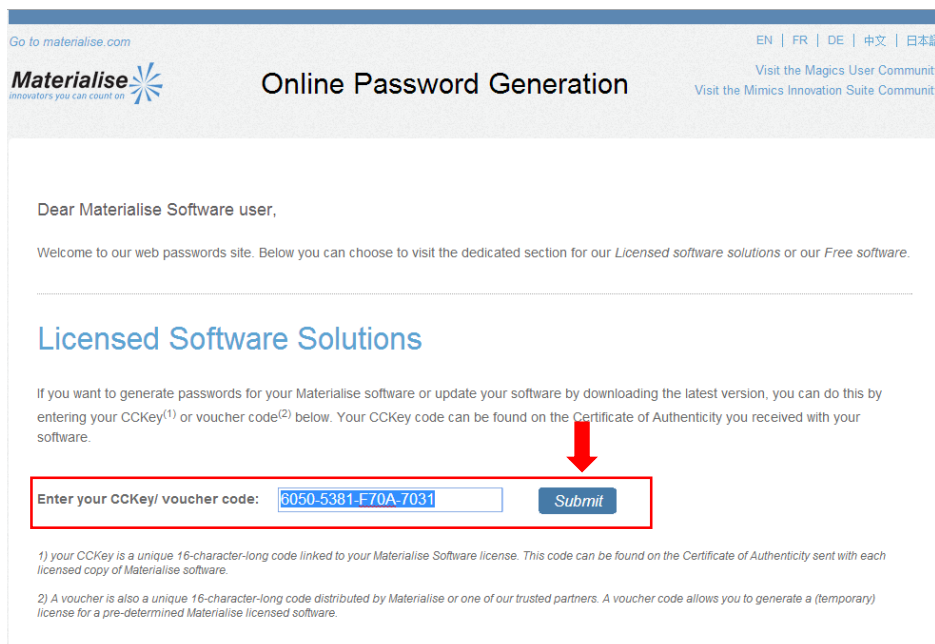 Go to materialise.com
EN | FR | DE | 中文 | 日本語
Materialise
innovators you can count on
Online Password Generation
Visit the Magics User Communit
Visit the Mimics Innovation Suite Communit
Dear Materialise Software user,
Welcome to our web passwords site. Below you can choose to visit the dedicated section for our Licensed software solutions or our Free software.
Licensed Software Solutions
If you want to generate passwords for your Materialise software or update your software by downloading the latest version, you can do this by
entering your CCKey(1) or voucher code(2) below. Your CCKey code can be found on the Certificate of Authenticity you received with your
software.
Enter your CCKey/ voucher code: 6050-5381-F70A-7031 Submit
1) your CCKey is a unique 16-character-long code linked to your Materialise Software license. This code can be found on the Certificate of Authenticity sent with each
licensed copy of Materialise software.
2) A voucher is also a unique 16-character-long code distributed by Materialise or one of our trusted partners. A voucher code allows you to generate a (temporary)
license for a pre-determined Materialise licensed software.